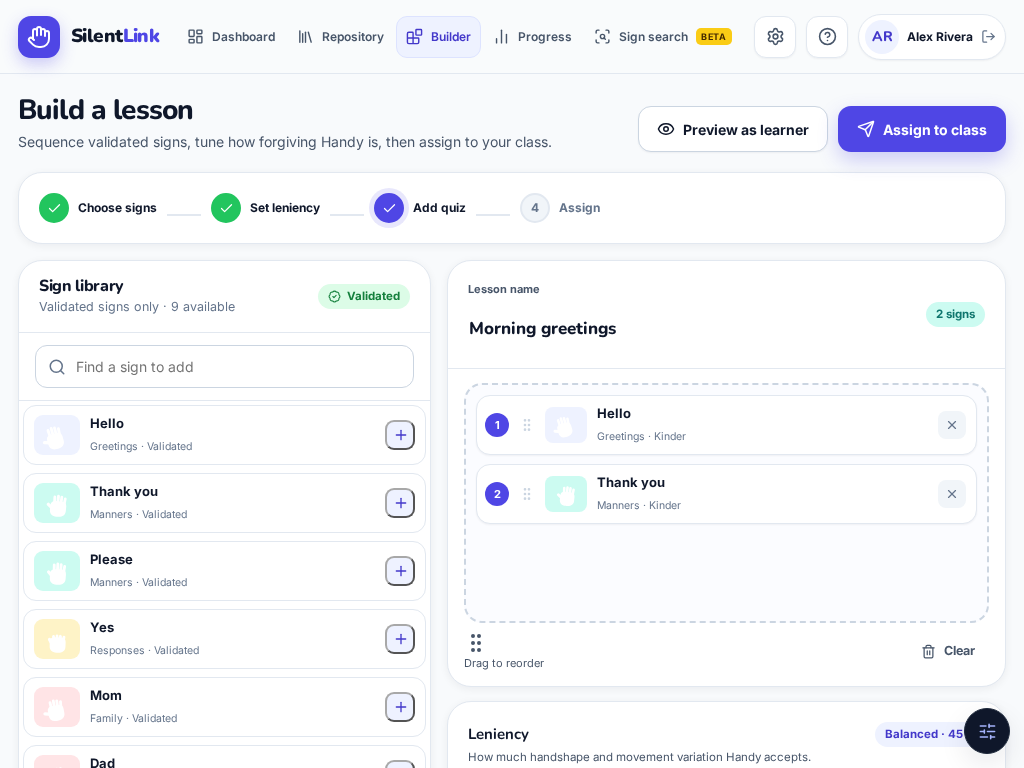 SilentLink
Dashboard
Repository
Builder
Progress
Sign search BETA
AR Alex Rivera
Build a lesson
Sequence validated signs, tune how forgiving Handy is, then assign to your class.
Preview as learner
Assign to class
Choose signs
Set leniency
Add quiz
4 Assign
Sign library
Validated signs only · 9 available
Validated
Find a sign to add
Hello
Greetings · Validated
Thank you
Manners · Validated
Please
Manners · Validated
Yes
Responses · Validated
Mom
Family · Validated
Dad
Lesson name
Morning greetings
2 signs
1
Hello
Greetings · Kinder
2
Thank you
Manners · Kinder
Drag to reorder
Clear
Leniency
Balanced · 45
How much handshape and movement variation Handy accepts.